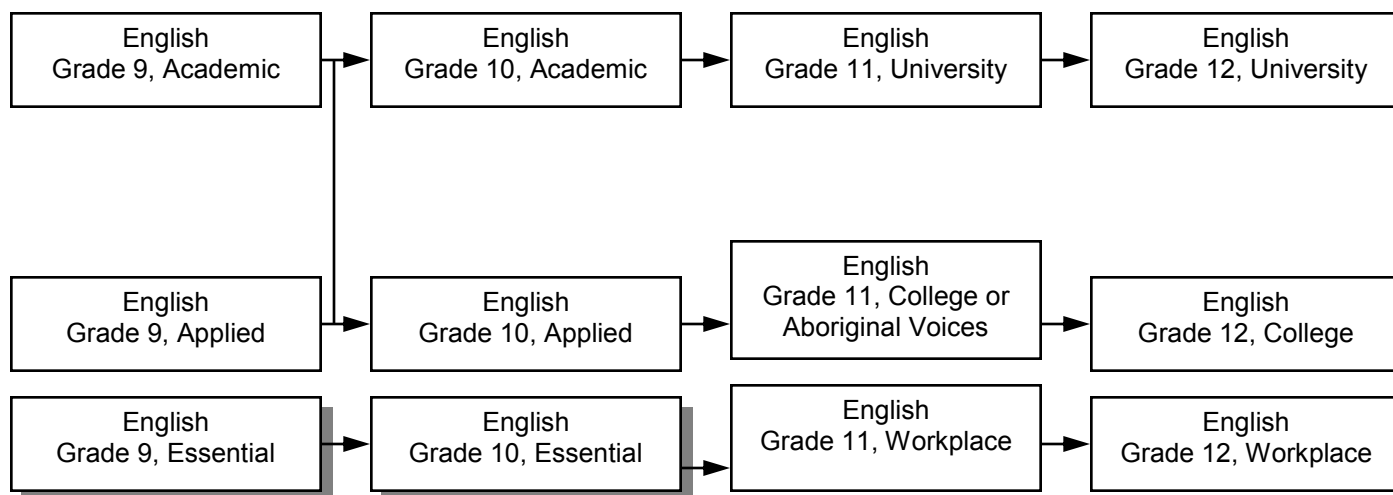 English
Grade 9, Academic
English
Grade 10, Academic
English
Grade 11, University
English
Grade 12, University
English
Grade 9, Applied
English
Grade 10, Applied
English
Grade 11, College or
Aboriginal Voices
English
Grade 12, College
English
Grade 9, Essential
English
Grade 10, Essential
English
Grade 11, Workplace
English
Grade 12, Workplace